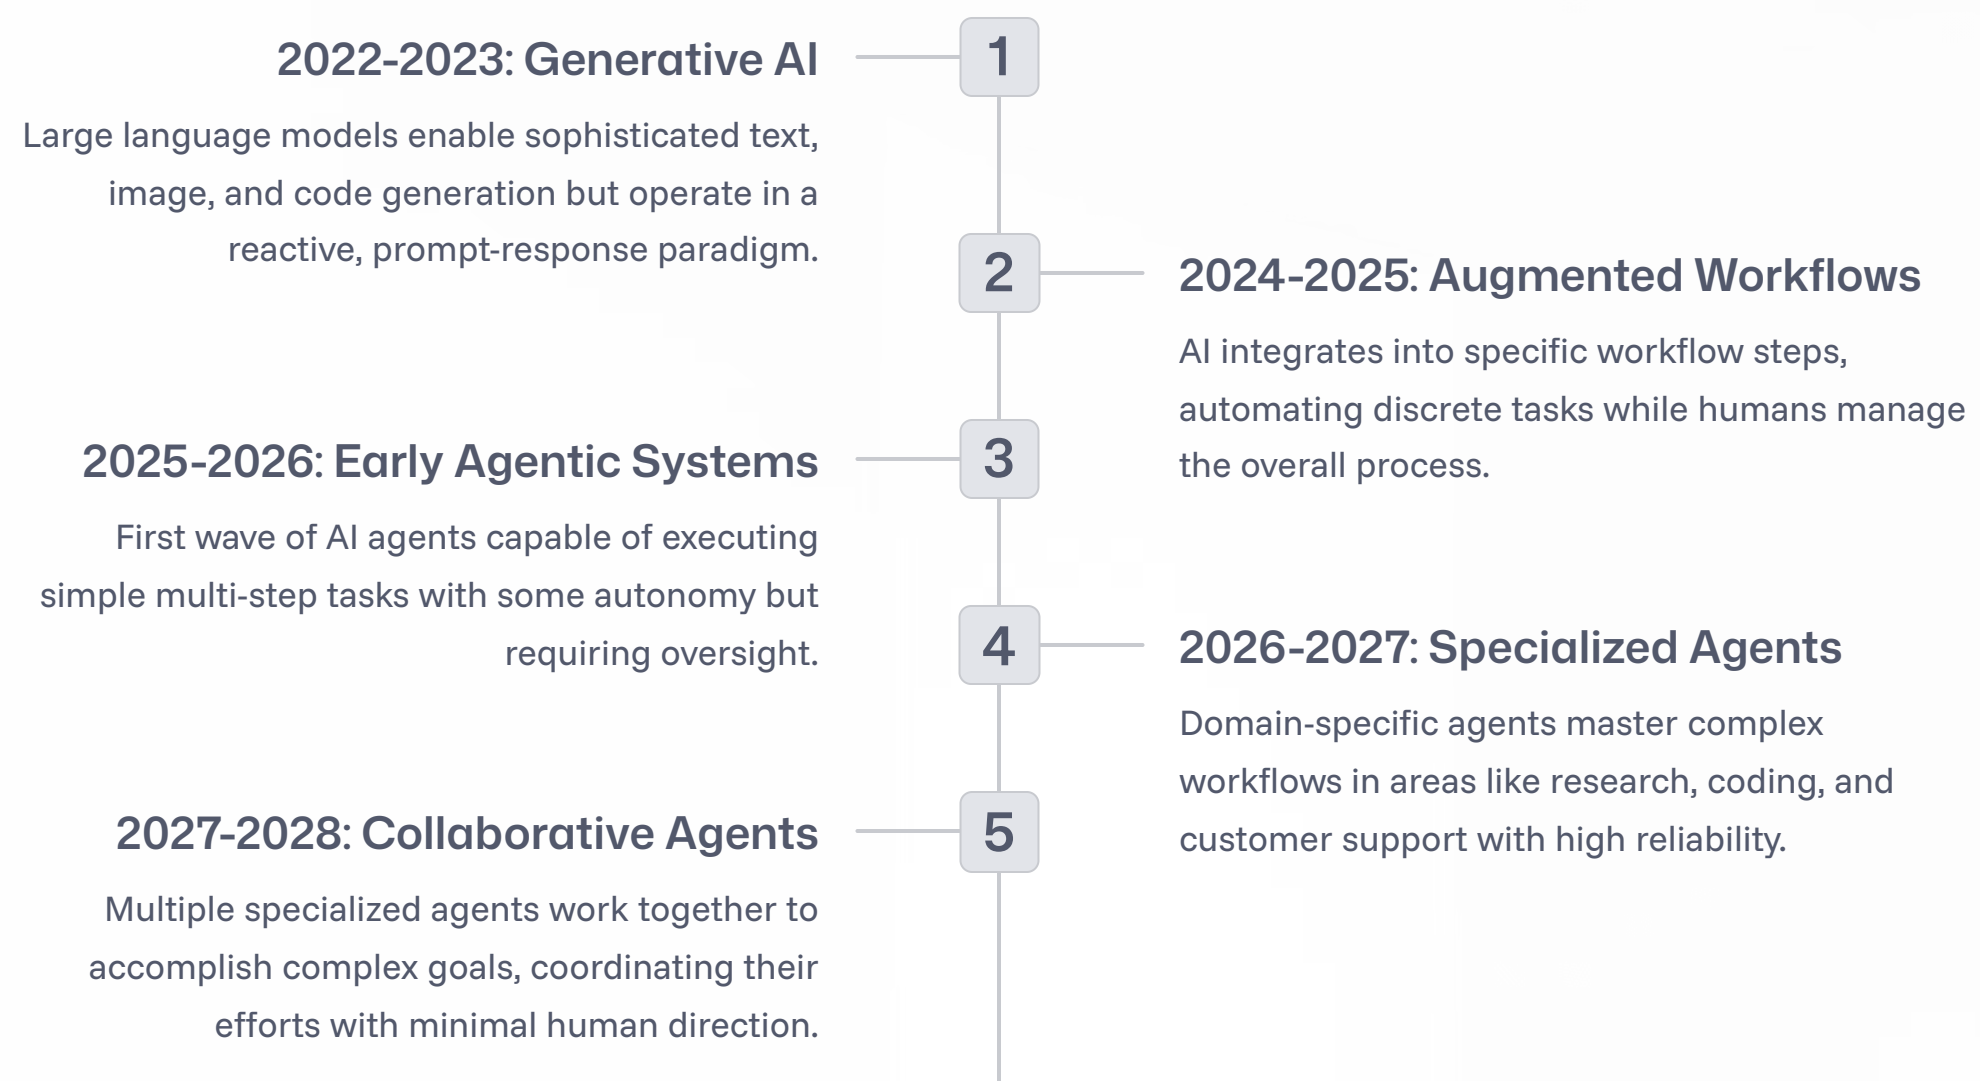 1
2022-2023: Generative AI
Large language models enable sophisticated text,
image, and code generation but operate in a
reactive, prompt-response paradigm.
2
2024-2025: Augmented Workflows
AI integrates into specific workflow steps,
automating discrete tasks while humans manage
the overall process.
3
2025-2026: Early Agentic Systems
First wave of AI agents capable of executing
simple multi-step tasks with some autonomy but
requiring oversight.
4
2026-2027: Specialized Agents
Domain-specific agents master complex
workflows in areas like research, coding, and
customer support with high reliability.
5
2027-2028: Collaborative Agents
Multiple specialized agents work together to
accomplish complex goals, coordinating their
efforts with minimal human direction.